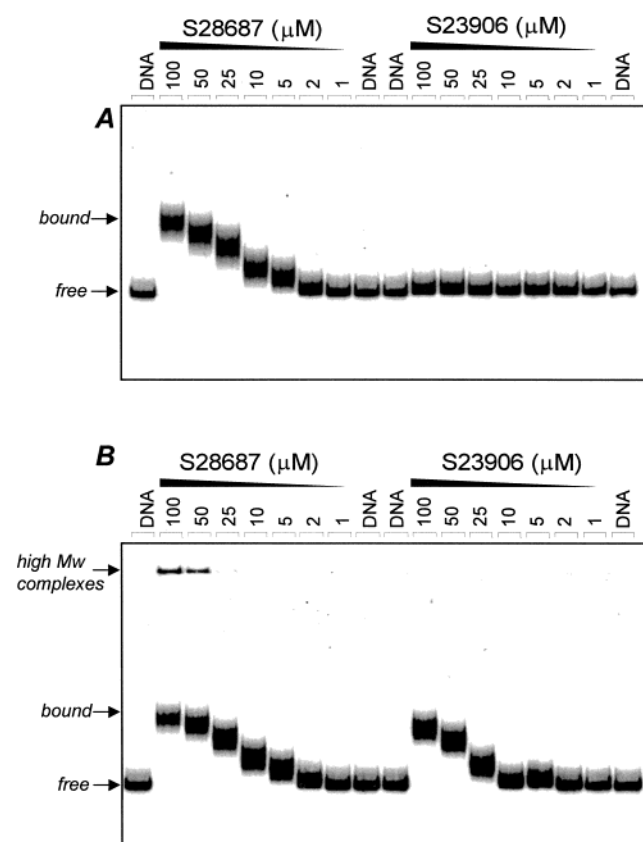 S28687 (μM) S23906 (μM)
DNA 100 50 25 10 5 2 1 DNA DNA 100 50 25 10 5 2 1 DNA
A
bound
free
B
S28687 (μM) S23906 (μM)
DNA 100 50 25 10 5 2 1 DNA DNA 100 50 25 10 5 2 1 DNA
high Mw
complexes
bound
free